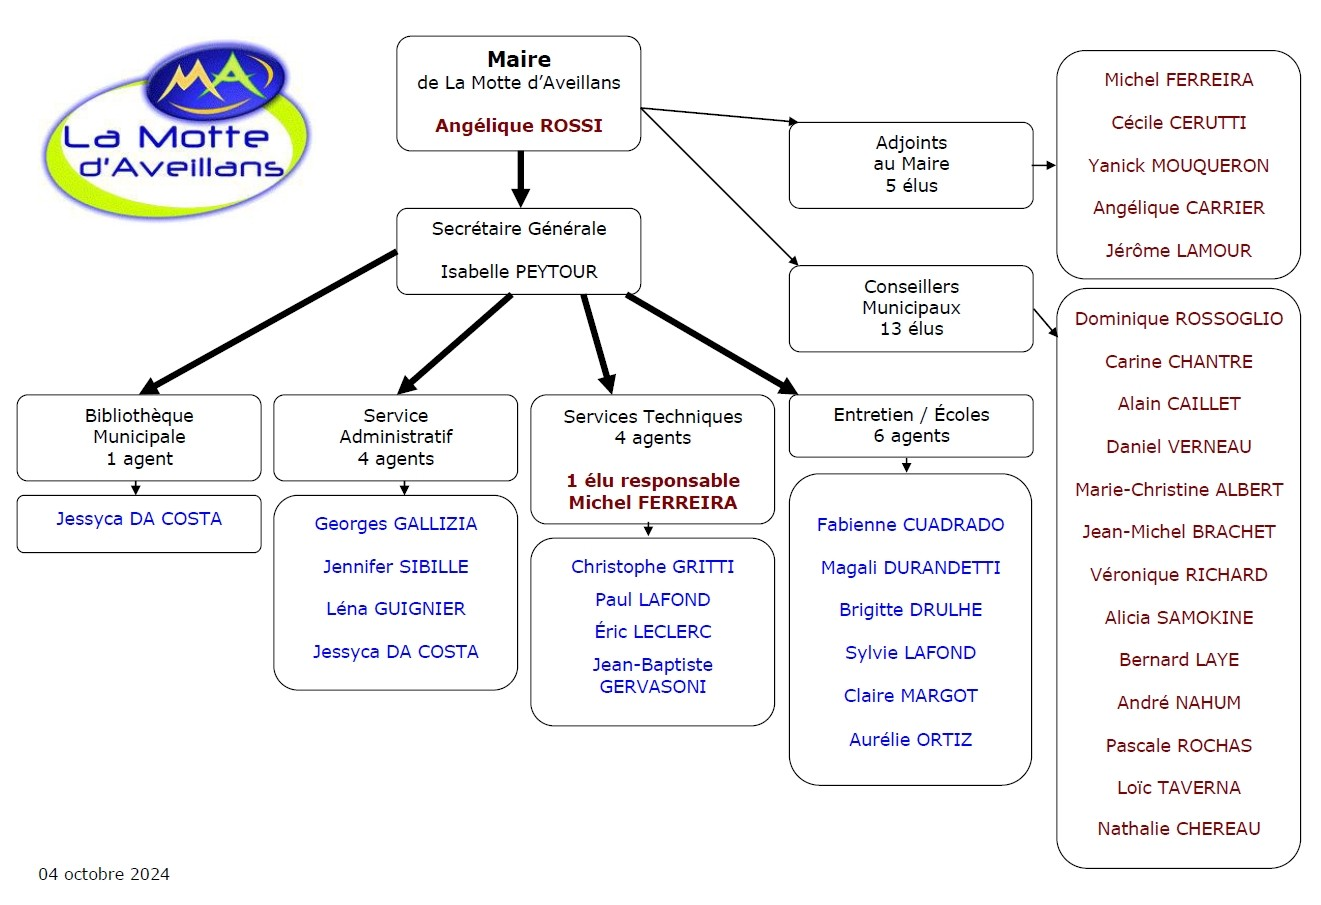 MA
La Motte
d'Aveillans
Maire
de La Motte d’Aveillans
Angélique ROSSI
Secrétaire Générale
Isabelle PEYTOUR
Adjoints
au Maire
5 élus
Michel FERREIRA
Cécile CERUTTI
Yanick MOUQUERON
Angélique CARRIER
Jérôme LAMOUR
Conseillers
Municipaux
13 élus
Dominique ROSSOGLIO
Carine CHANTRE
Alain CAILLET
Daniel VERNEAU
Marie-Christine ALBERT
Jean-Michel BRACHET
Véronique RICHARD
Alicia SAMOKINE
Bernard LAYE
André NAHUM
Pascale ROCHAS
Loïc TAVERNA
Nathalie CHEREAU
Bibliothèque
Municipale
1 agent
Jessyca DA COSTA
Service
Administratif
4 agents
Georges GALLIZIA
Jennifer SIBILLE
Léna GUIGNIER
Jessyca DA COSTA
Services Techniques
4 agents
1 élu responsable
Michel FERREIRA
Christophe GRITTI
Paul LAFOND
Éric LECLERC
Jean-Baptiste
GERVASONI
Entretien / Écoles
6 agents
Fabienne CUADRADO
Magali DURANDETTI
Brigitte DRULHE
Sylvie LAFOND
Claire MARGOT
Aurélie ORTIZ
04 octobre 2024